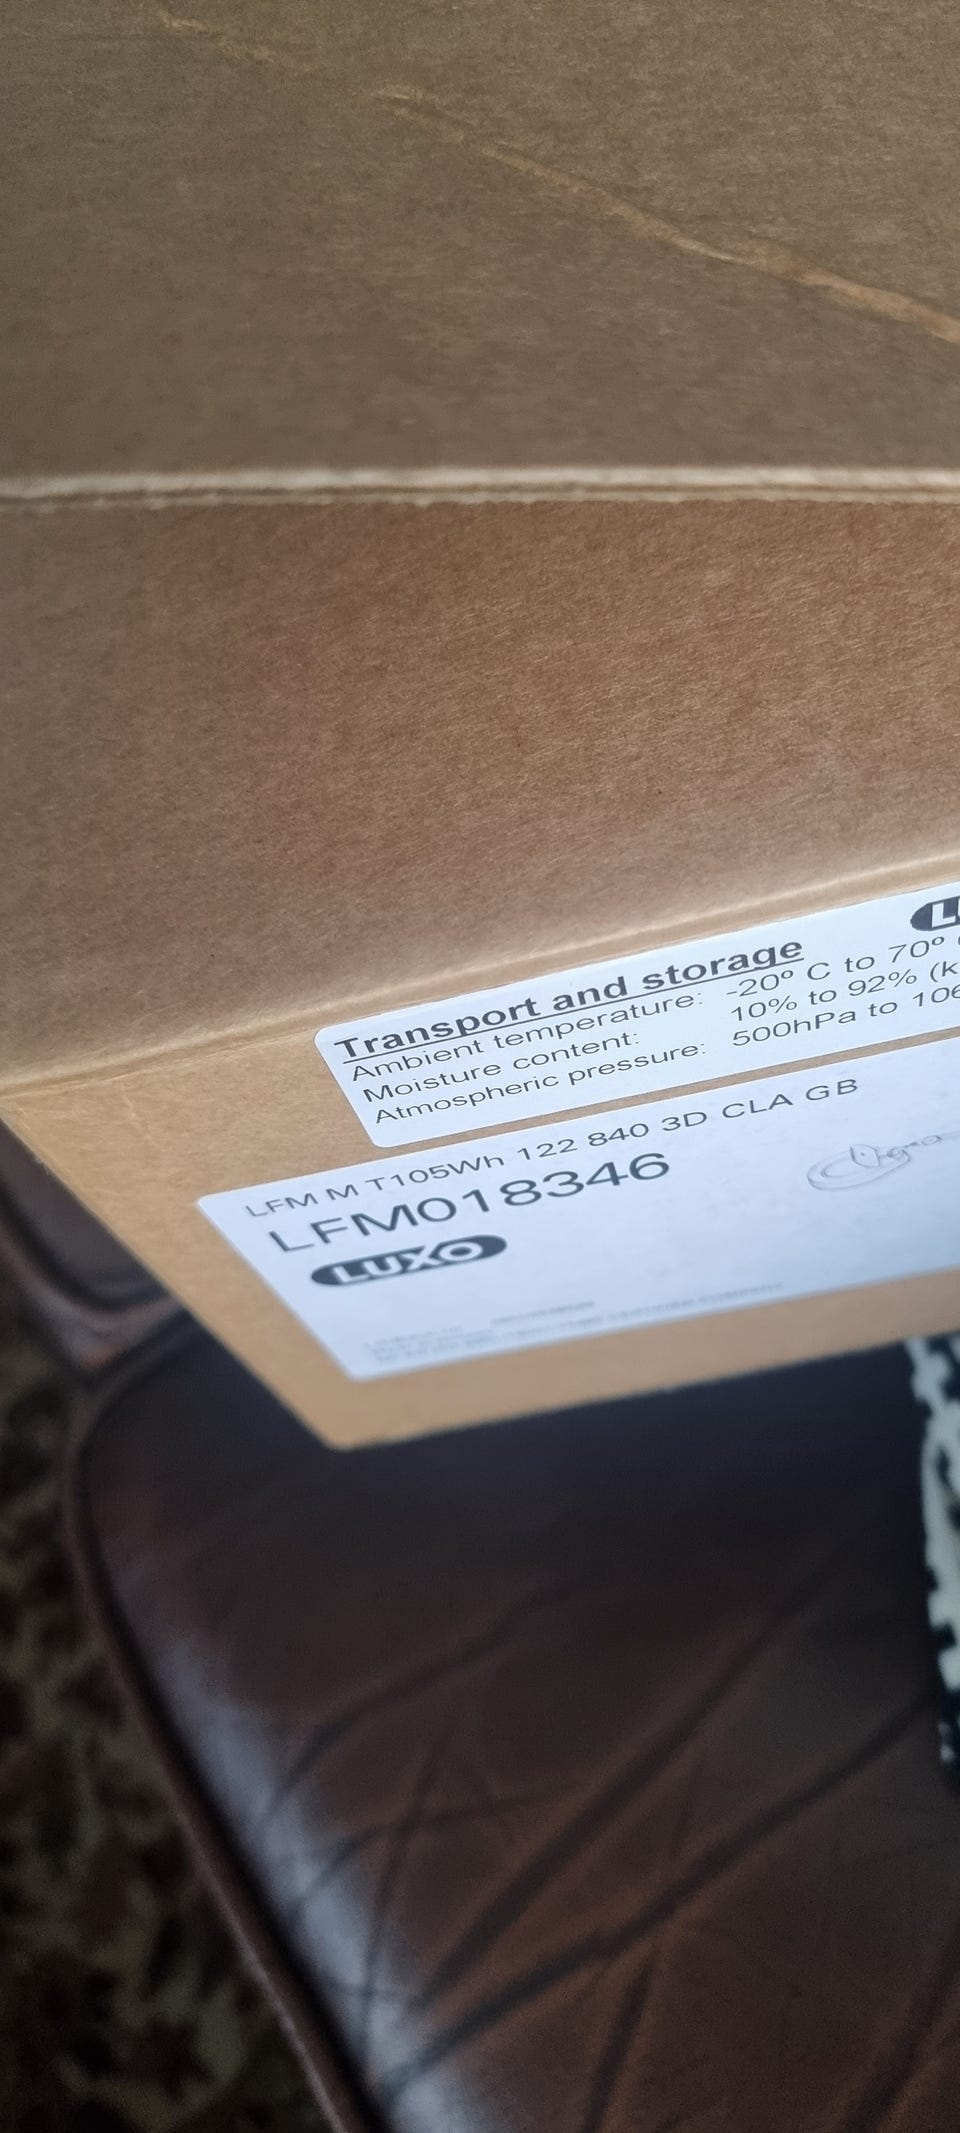 Transport and storage
Ambient temperature: -20º C to 70º
Moisture content: 10% to 92% (k
Atmospheric pressure: 500hPa to 106
LFM M T105Wh 122 840 3D CLA GB
LFM018346
LUXO